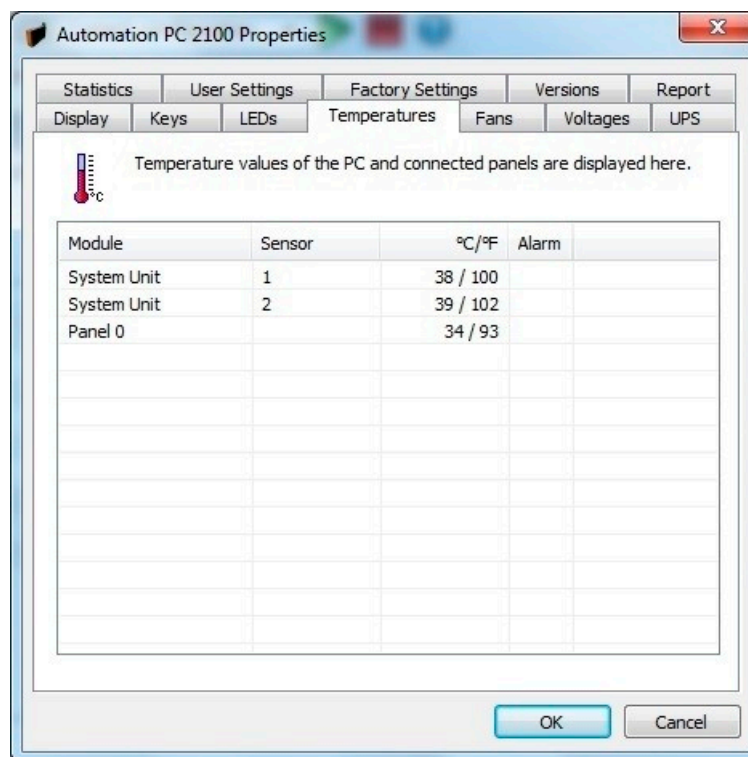 Automation PC 2100 Properties
Statistics User Settings Factory Settings Versions Report
Display Keys LEDs Temperatures Fans Voltages UPS
°C
Temperature values of the PC and connected panels are displayed here.
Module Sensor °C/°F Alarm
System Unit 1 38 / 100
System Unit 2 39 / 102
Panel 0 34 / 93
OK Cancel